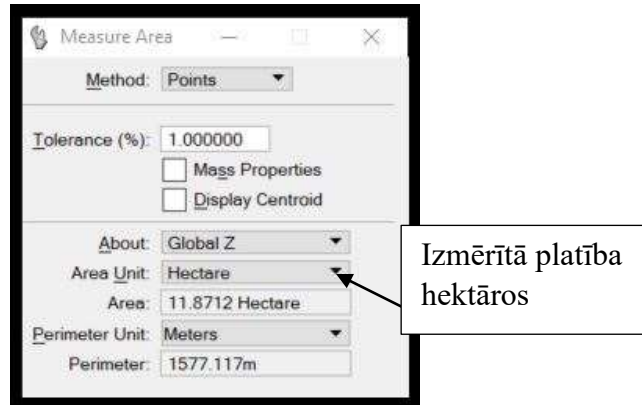 Measure Area
Method: Points
Tolerance (%): 1.000000
Mass Properties
Display Centroid
About: Global Z
Area Unit: Hectare
Area: 11.8712 Hectare
Perimeter Unit: Meters
Perimeter: 1577.117m
Izmērītā platība
hektāros